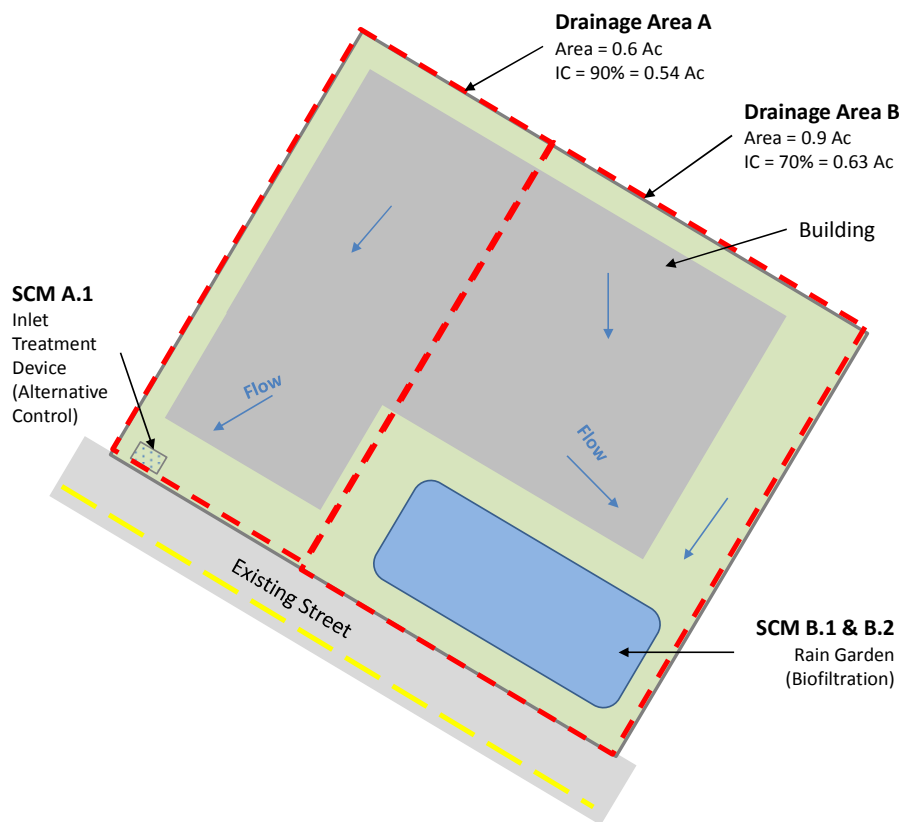 Drainage Area A
Area = 0.6 Ac
IC = 90% = 0.54 Ac
Drainage Area B
Area = 0.9 Ac
IC = 70% = 0.63 Ac
Building
SCM A.1
Inlet
Treatment
Device
(Alternative
Control)
Flow
Flow
Existing Street
SCM B.1 & B.2
Rain Garden
(Biofiltration)